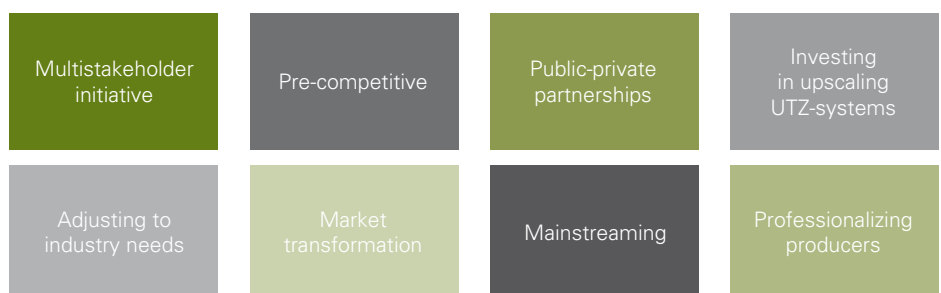 Multistakeholder
initiative
Pre-competitive
Public-private
partnerships
Investing
in upscaling
UTZ-systems
Adjusting to
industry needs
Market
transformation
Mainstreaming
Professionalizing
producers